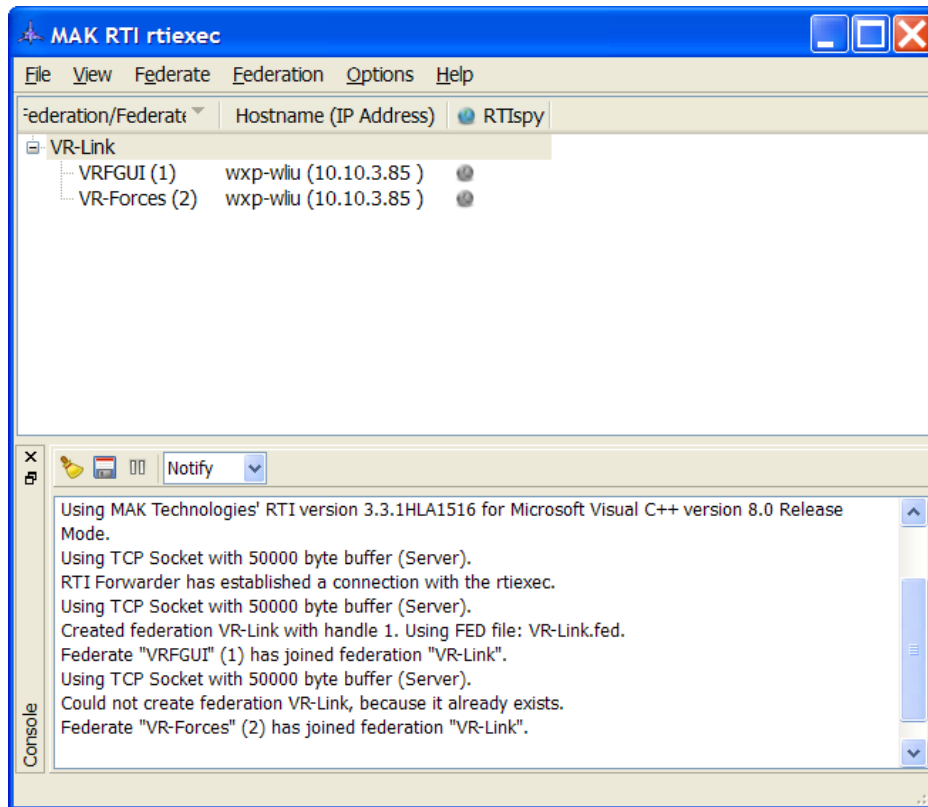 MAK RTI rtiexec
File View Federate Federation Options Help
Federation/Federate Hostname (IP Address) RTIspy
VR-Link
VRFGUI (1) wxp-wliu (10.10.3.85 )
VR-Forces (2) wxp-wliu (10.10.3.85 )
Notify
Using MAK Technologies' RTI version 3.3.1HLA1516 for Microsoft Visual C++ version 8.0 Release
Mode.
Using TCP Socket with 50000 byte buffer (Server).
RTI Forwarder has established a connection with the rtiexec.
Using TCP Socket with 50000 byte buffer (Server).
Created federation VR-Link with handle 1. Using FED file: VR-Link.fed.
Federate "VRFGUI" (1) has joined federation "VR-Link".
Using TCP Socket with 50000 byte buffer (Server).
Could not create federation VR-Link, because it already exists.
Federate "VR-Forces" (2) has joined federation "VR-Link".
Console